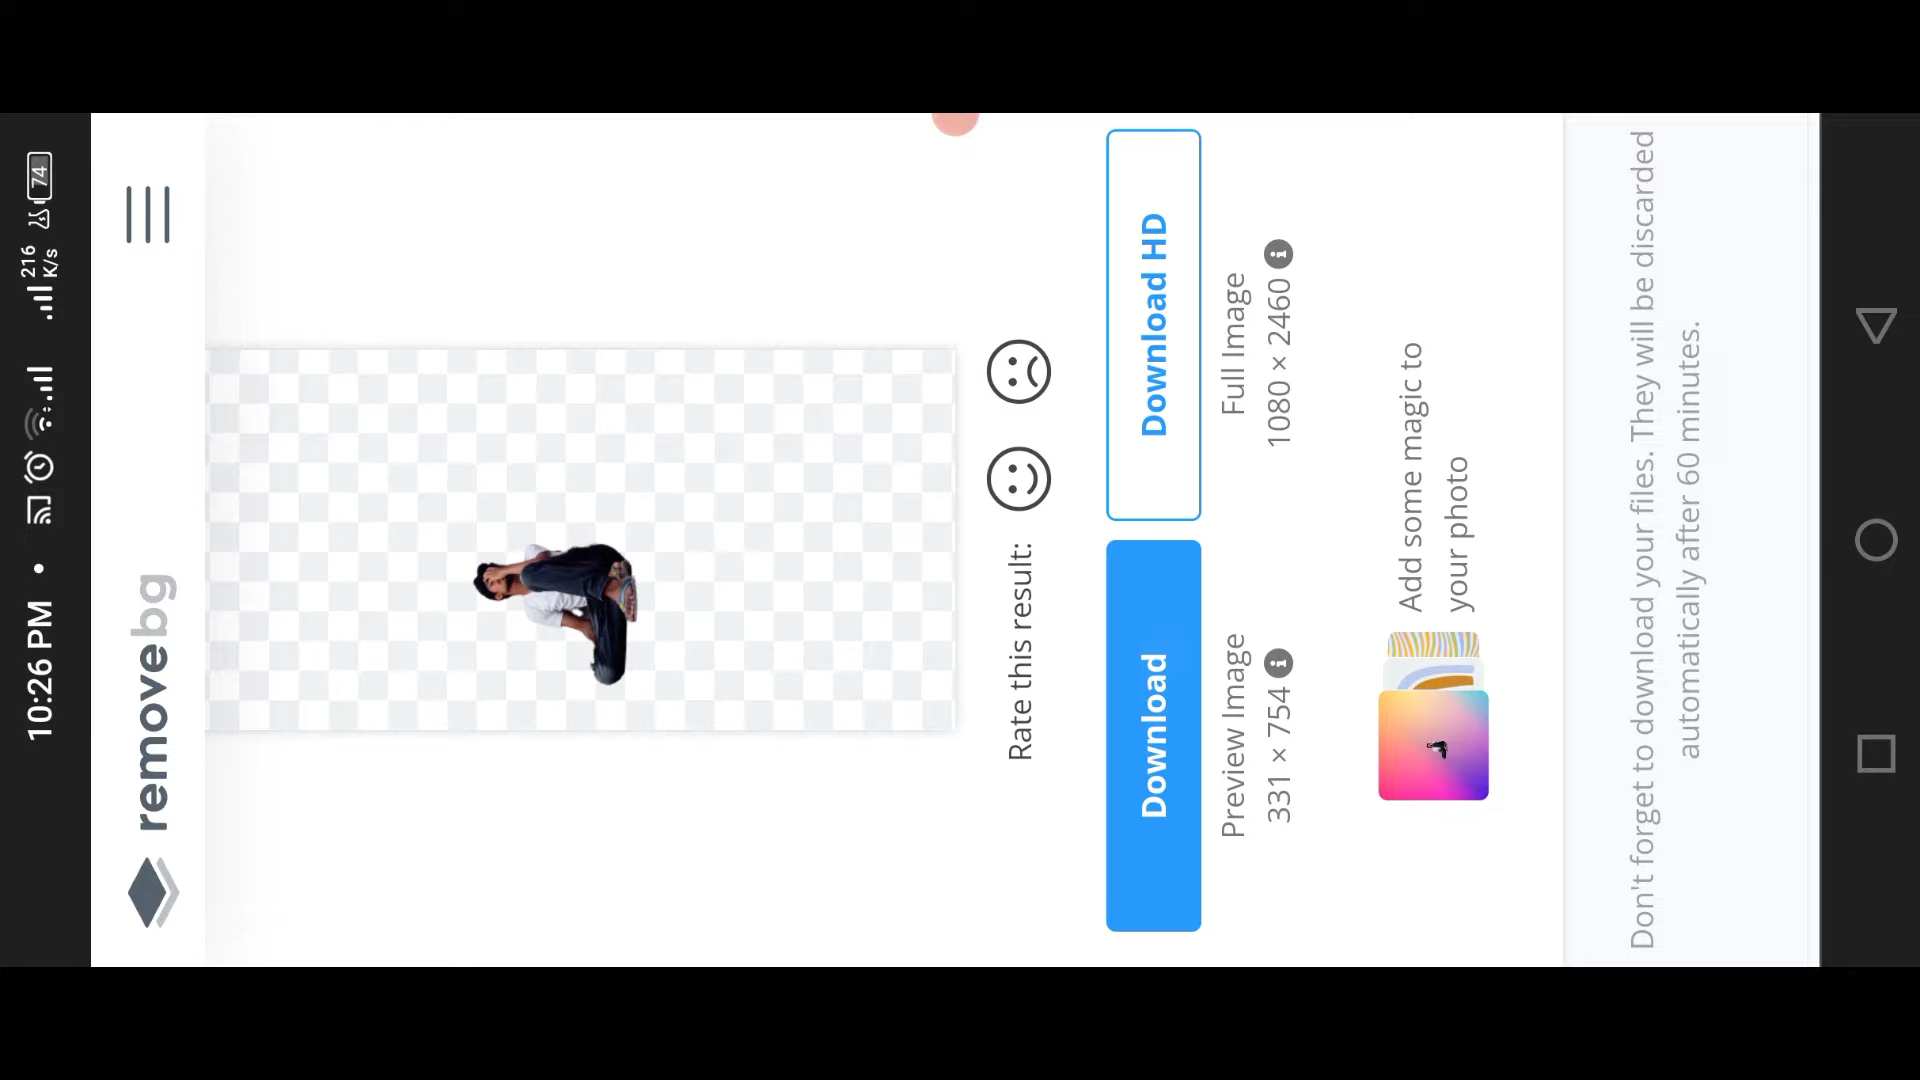 10:26 PM
216
K/s
74
removebg
Rate this result:
Download
Download HD
Preview Image
331 × 754
Full Image
1080 × 2460
Add some magic to
your photo
Don't forget to download your files. They will be discarded
automatically after 60 minutes.